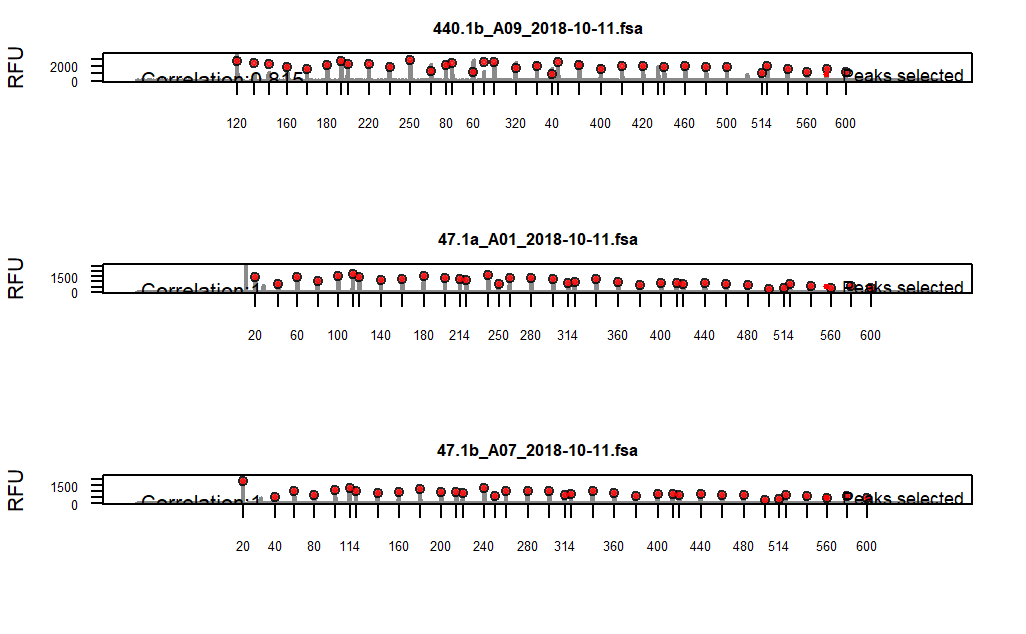 440.1b_A09_2018-10-11.fsa
RFU
2000
0
Correlation:0.815
Peaks selected
120 160 180 220 250 80 60 320 40 400 420 460 500 514 560 600
47.1a_A01_2018-10-11.fsa
RFU
1500
0
Correlation:1
Peaks selected
20 60 100 140 180 214 250 280 314 360 400 440 480 514 560 600
47.1b_A07_2018-10-11.fsa
RFU
1500
0
Correlation:1
Peaks selected
20 40 80 114 160 200 240 280 314 360 400 440 480 514 560 600